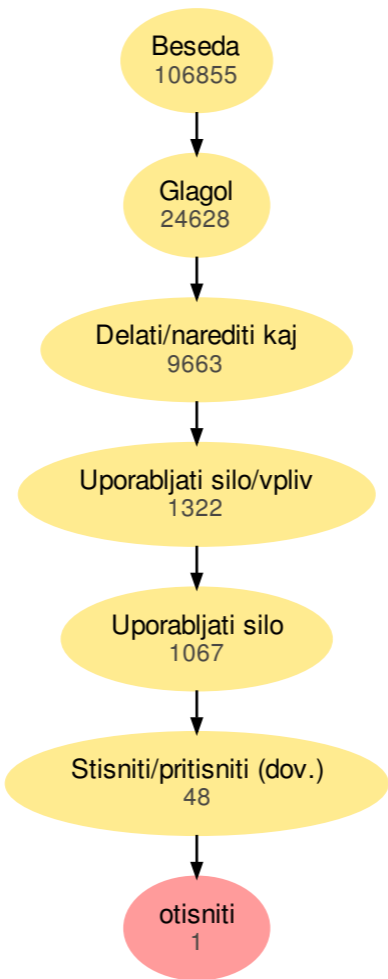 Beseda
106855
Glagol
24628
Delati/narediti kaj
9663
Uporabljati silo/vpliv
1322
Uporabljati silo
1067
Stisniti/pritisniti (dov.)
48
otisniti
1